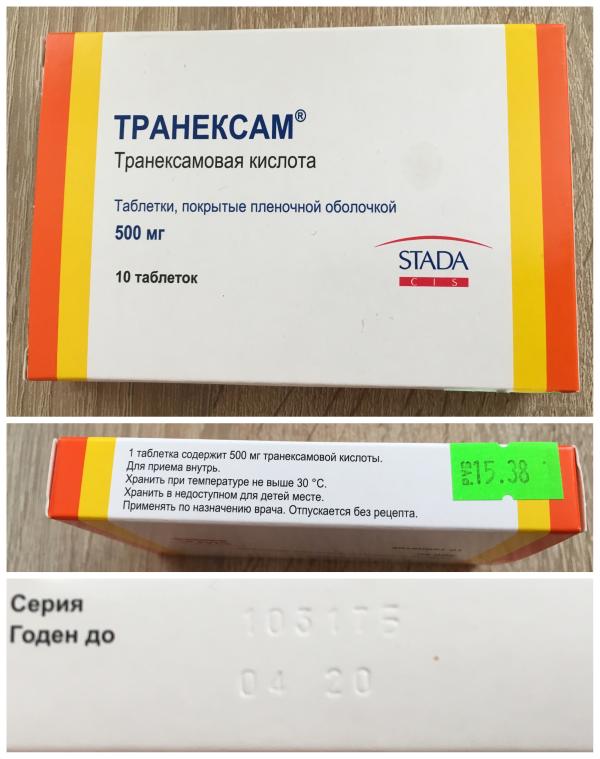 ТРАНЕКСАМ®
Транексамовая кислота
Таблетки, покрытые пленочной оболочкой
500 мг
10 таблеток
STADA
CIS
1 таблетка содержит 500 мг транексамовой кислоты.
Для приема внутрь.
Хранить при температуре не выше 30 °С.
Хранить в недоступном для детей месте.
Применять по назначению врача. Отпускается без рецепта.
РУБ 15.38
Серия 103175
Годен до 04 20